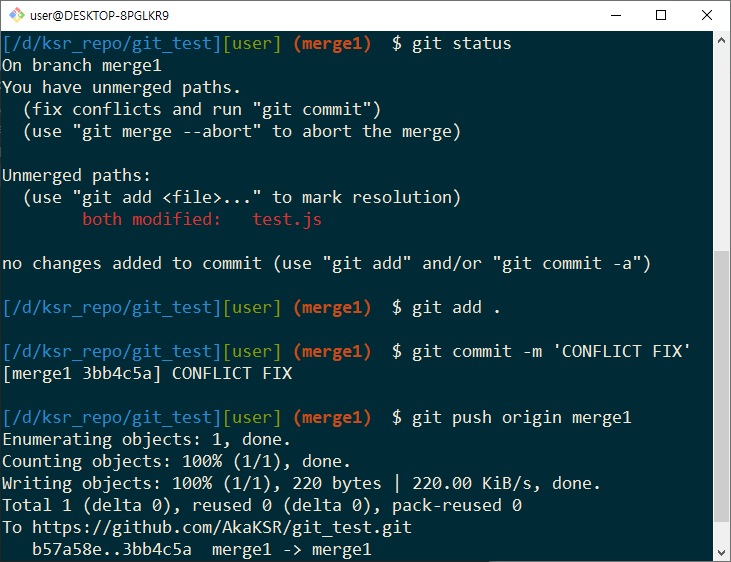 user@DESKTOP-8PGLKR9
[/d/ksr_repo/git_test][user] (merge1)  $ git status
On branch merge1
You have unmerged paths.
  (fix conflicts and run "git commit")
  (use "git merge --abort" to abort the merge)

Unmerged paths:
  (use "git add <file>..." to mark resolution)
        both modified:   test.js

no changes added to commit (use "git add" and/or "git commit -a")

[/d/ksr_repo/git_test][user] (merge1)  $ git add .

[/d/ksr_repo/git_test][user] (merge1)  $ git commit -m 'CONFLICT FIX'
[merge1 3bb4c5a] CONFLICT FIX

[/d/ksr_repo/git_test][user] (merge1)  $ git push origin merge1
Enumerating objects: 1, done.
Counting objects: 100% (1/1), done.
Writing objects: 100% (1/1), 220 bytes | 220.00 KiB/s, done.
Total 1 (delta 0), reused 0 (delta 0), pack-reused 0
To https://github.com/AkaKSR/git_test.git
   b57a58e..3bb4c5a  merge1 -> merge1